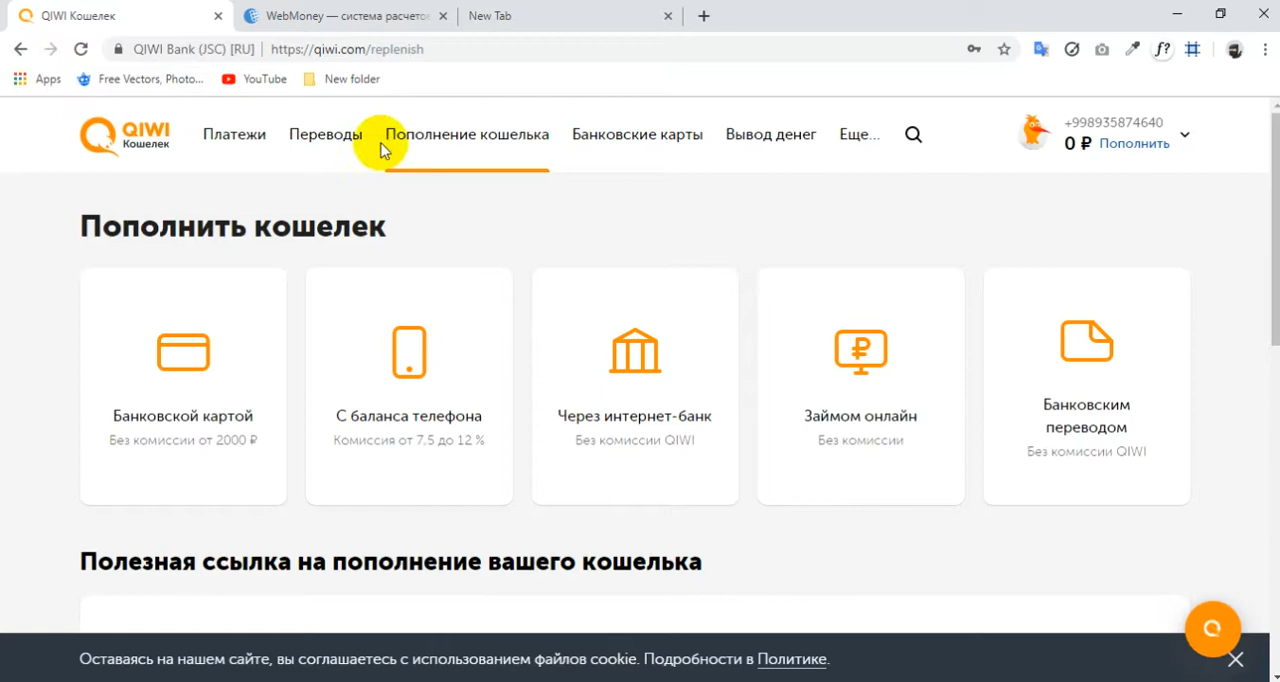 QIWI Кошелек
WebMoney — система расчетов
New Tab
QIWI Bank (JSC) [RU] | https://qiwi.com/replenish
Apps Free Vectors, Photo... YouTube New folder
QIWI Кошелек
Платежи Переводы Пополнение кошелька Банковские карты Вывод денег Еще...
+998935874640
0 ₽ Пополнить
Пополнить кошелек
Банковской картой
Без комиссии от 2000 ₽
С баланса телефона
Комиссия от 7,5 до 12 %
Через интернет-банк
Без комиссии QIWI
Займом онлайн
Без комиссии
Банковским
переводом
Без комиссии QIWI
Полезная ссылка на пополнение вашего кошелька
Оставаясь на нашем сайте, вы соглашаетесь с использованием файлов cookie. Подробности в Политике.